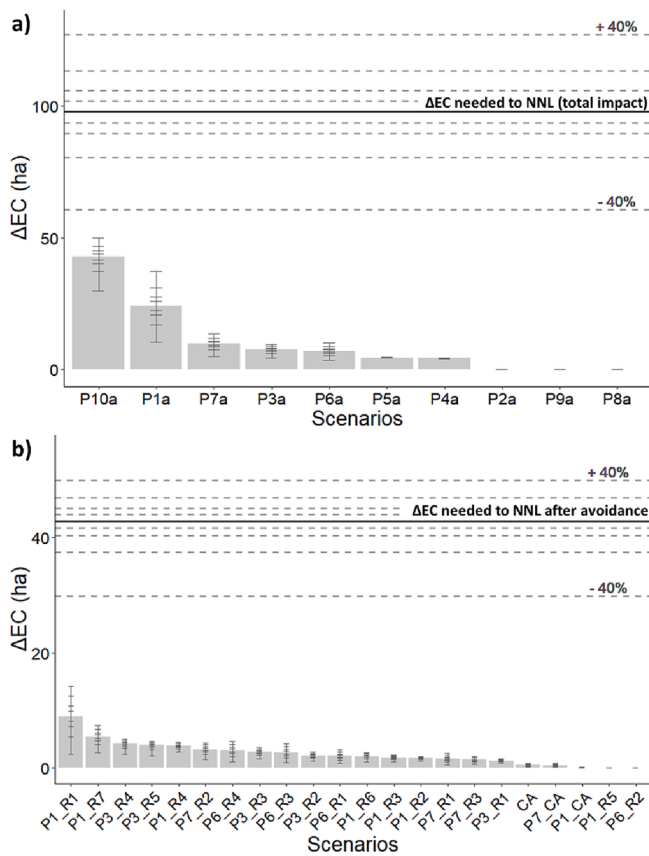 a)
+ 40%
100
ΔEC needed to NNL (total impact)
- 40%
ΔEC (ha)
50
0
P10a P1a P7a P3a P6a P5a P4a P2a P9a P8a
Scenarios
b)
+ 40%
ΔEC needed to NNL after avoidance
40
- 40%
ΔEC (ha)
20
0
P1_R1 P1_R7 P3_R4 P3_R5 P1_R4 P7_R2 P6_R4 P3_R3 P6_R3 P3_R2 P6_R1 P1_R6 P1_R3 P1_R2 P7_R1 P7_R3 P3_R1 CA P7_CA P1_CA P1_R5 P6_R2
Scenarios